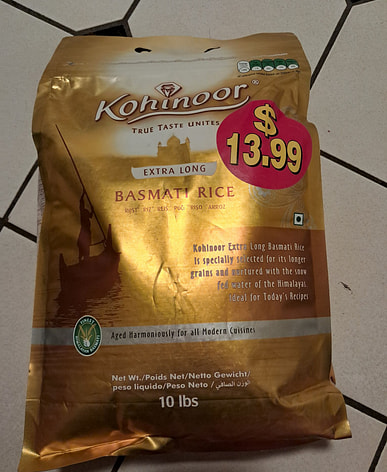 Kohinoor
TRUE TASTE UNITES
$
13.99
EXTRA LONG
BASMATI RICE
Kohinoor Extra Long Basmati Rice
is specially selected for its longer
grains and nurtured with the snow
fed water of the Himalayas
ideal for Today's Recipes
FINEST
Aged Harmoniously for all Modern Cuisines
Net Wt./Poids Net/Netto Gewicht/
peso liquido/Peso Neto / الوزن الصافي
10 lbs